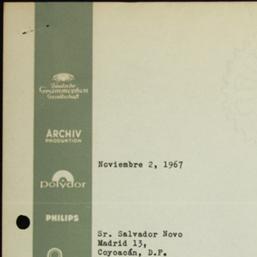 Deutsche
Grammophon
Gesellschaft
ARCHIV
PRODUKTION
Polydor
PHILIPS
Noviembre 2, 1967
Sr. Salvador Novo
Madrid 13,
Coyoacán, D.F.